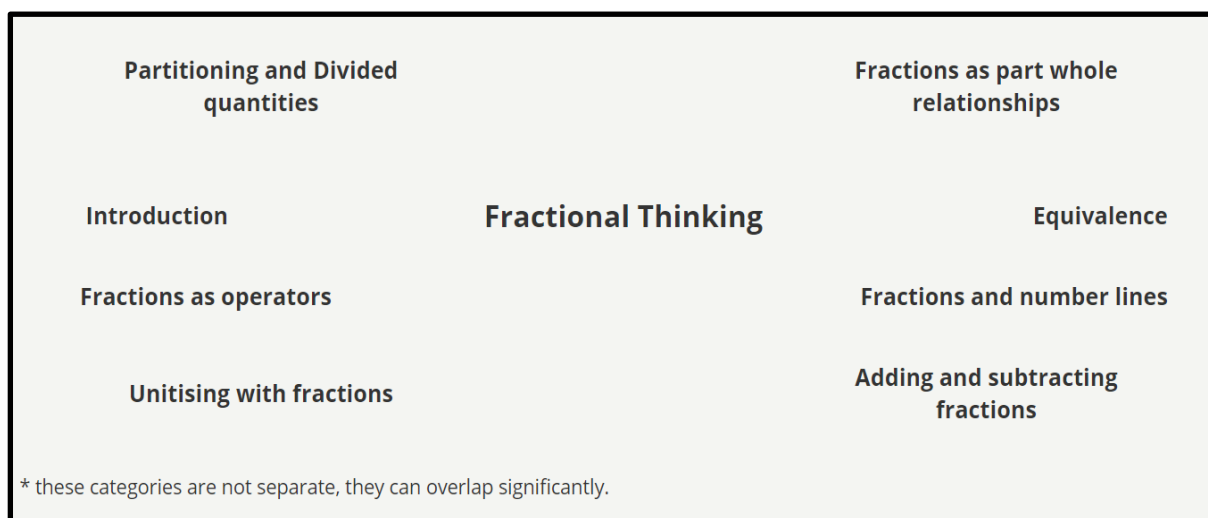 Partitioning and Divided
quantities
Fractions as part whole
relationships
Introduction
Fractional Thinking
Equivalence
Fractions as operators
Fractions and number lines
Unitising with fractions
Adding and subtracting
fractions
* these categories are not separate, they can overlap significantly.